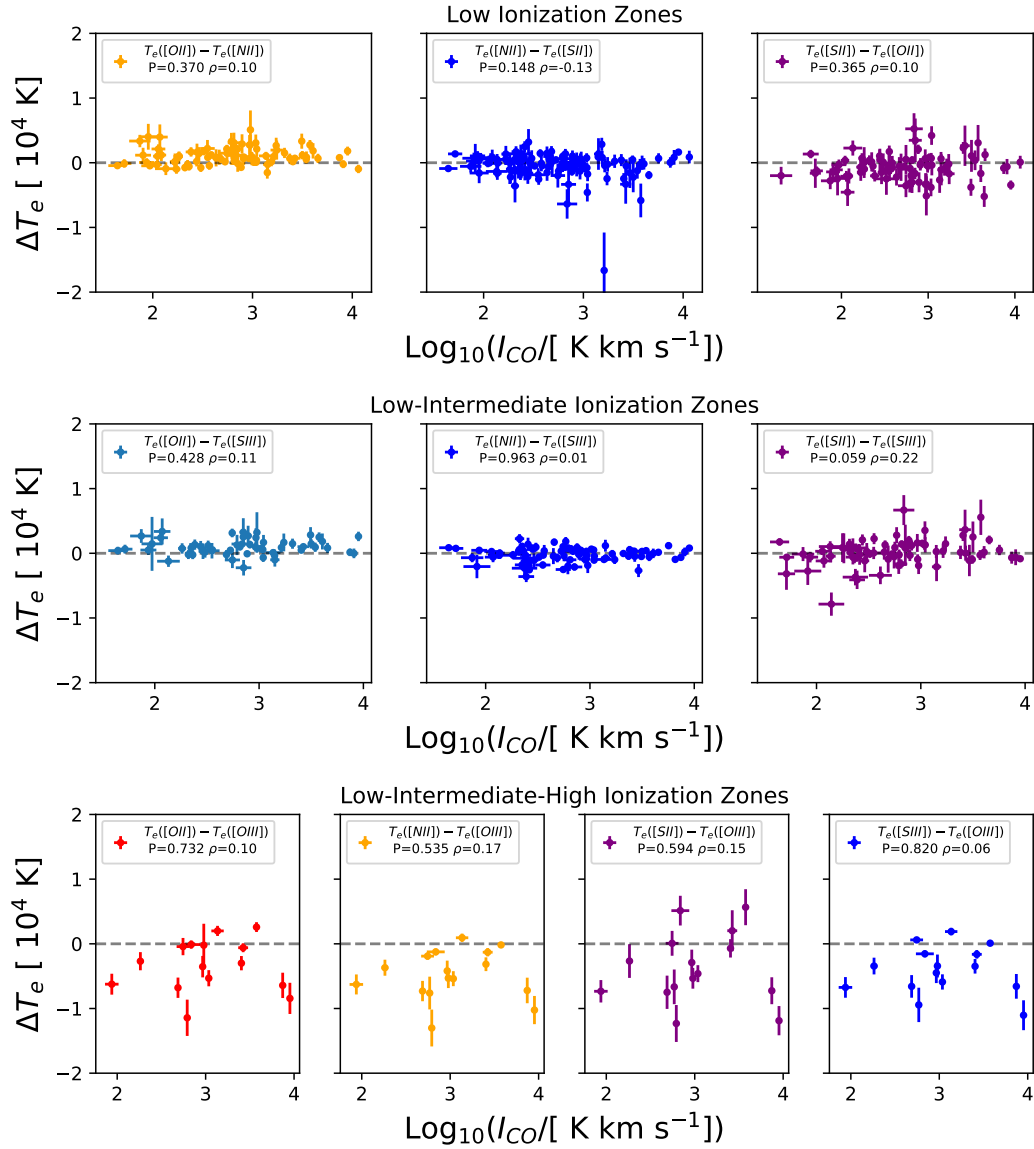 Low Ionization Zones
T_e([OII]) − T_e([NII])
P=0.370 ρ=0.10
T_e([NII]) − T_e([SII])
P=0.148 ρ=-0.13
T_e([SII]) − T_e([OII])
P=0.365 ρ=0.10
ΔT_e [ 10^4 K]
2
1
0
−1
−2
2 3 4
2 3 4
2 3 4
Log_10(I_CO/[ K km s^−1])
Low-Intermediate Ionization Zones
T_e([OII]) − T_e([SIII])
P=0.428 ρ=0.11
T_e([NII]) − T_e([SIII])
P=0.963 ρ=0.01
T_e([SII]) − T_e([SIII])
P=0.059 ρ=0.22
ΔT_e [ 10^4 K]
2
1
0
−1
−2
2 3 4
2 3 4
2 3 4
Log_10(I_CO/[ K km s^−1])
Low-Intermediate-High Ionization Zones
T_e([OII]) − T_e([OIII])
P=0.732 ρ=0.10
T_e([NII]) − T_e([OIII])
P=0.535 ρ=0.17
T_e([SII]) − T_e([OIII])
P=0.594 ρ=0.15
T_e([SIII]) − T_e([OIII])
P=0.820 ρ=0.06
ΔT_e [ 10^4 K]
2
1
0
−1
−2
2 3 4
2 3 4
2 3 4
2 3 4
Log_10(I_CO/[ K km s^−1])